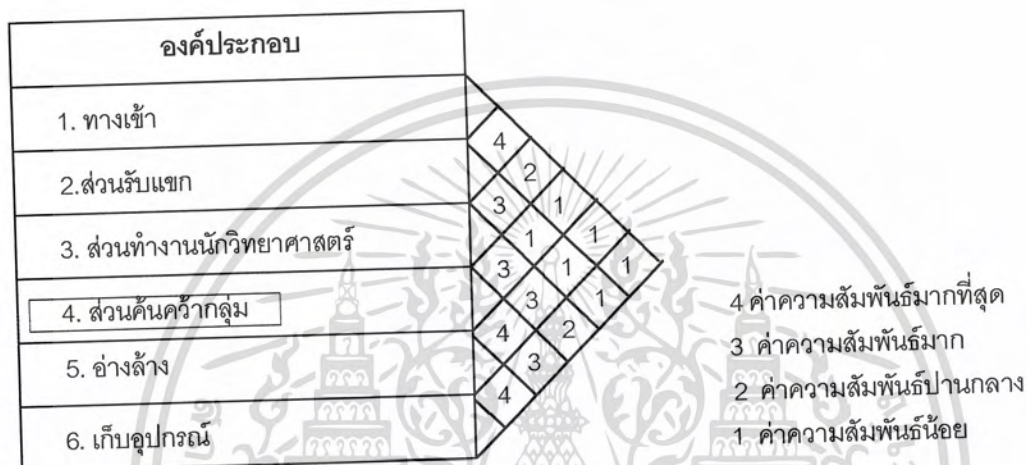 องค์ประกอบ
1. ทางเข้า
2.ส่วนรับแขก
3. ส่วนทำงานนักวิทยาศาสตร์
4. ส่วนค้นคว้ากลุ่ม
5. อ่างล้าง
6. เก็บอุปกรณ์
4
2
3 1
1 1
3 1 1
3 1
4 2
3
4
4 ค่าความสัมพันธ์มากที่สุด
3 ค่าความสัมพันธ์มาก
2 ค่าความสัมพันธ์ปานกลาง
1 ค่าความสัมพันธ์น้อย